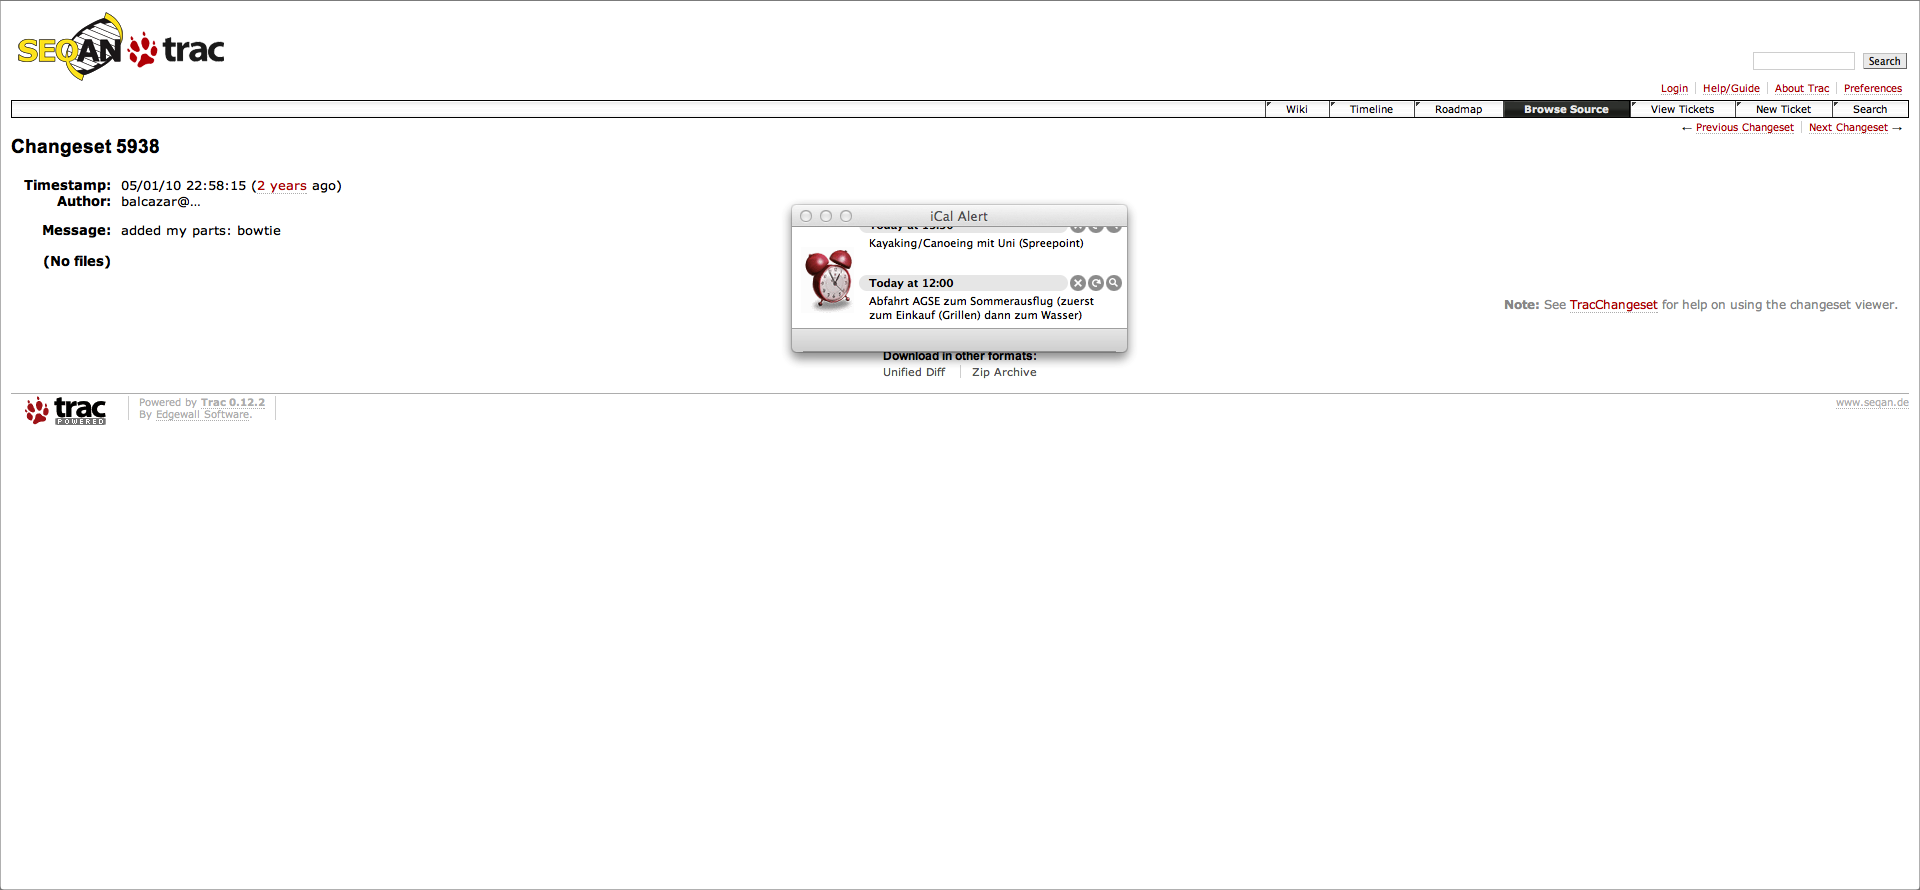 SEQAN trac
Search
Login Help/Guide About Trac Preferences
Wiki Timeline Roadmap Browse Source View Tickets New Ticket Search
← Previous Changeset Next Changeset →
Changeset 5938
Timestamp: 05/01/10 22:58:15 (2 years ago)
Author: balcazar@...
Message: added my parts: bowtie
(No files)
iCal Alert
Today at
Kayaking/Canoeing mit Uni (Spreepoint)
Today at 12:00
Abfahrt AGSE zum Sommerausflug (zuerst
zum Einkauf (Grillen) dann zum Wasser)
Note: See TracChangeset for help on using the changeset viewer.
Download in other formats:
Unified Diff Zip Archive
trac
POWERED
Powered by Trac 0.12.2
By Edgewall Software.
www.seqan.de